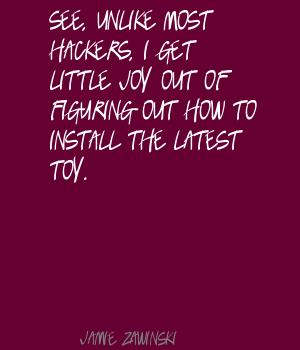 SEE, UNLIKE MOST
HACKERS, I GET
LITTLE JOY OUT OF
FIGURING OUT HOW TO
INSTALL THE LATEST
TOY.
JAMIE ZAWINSKI